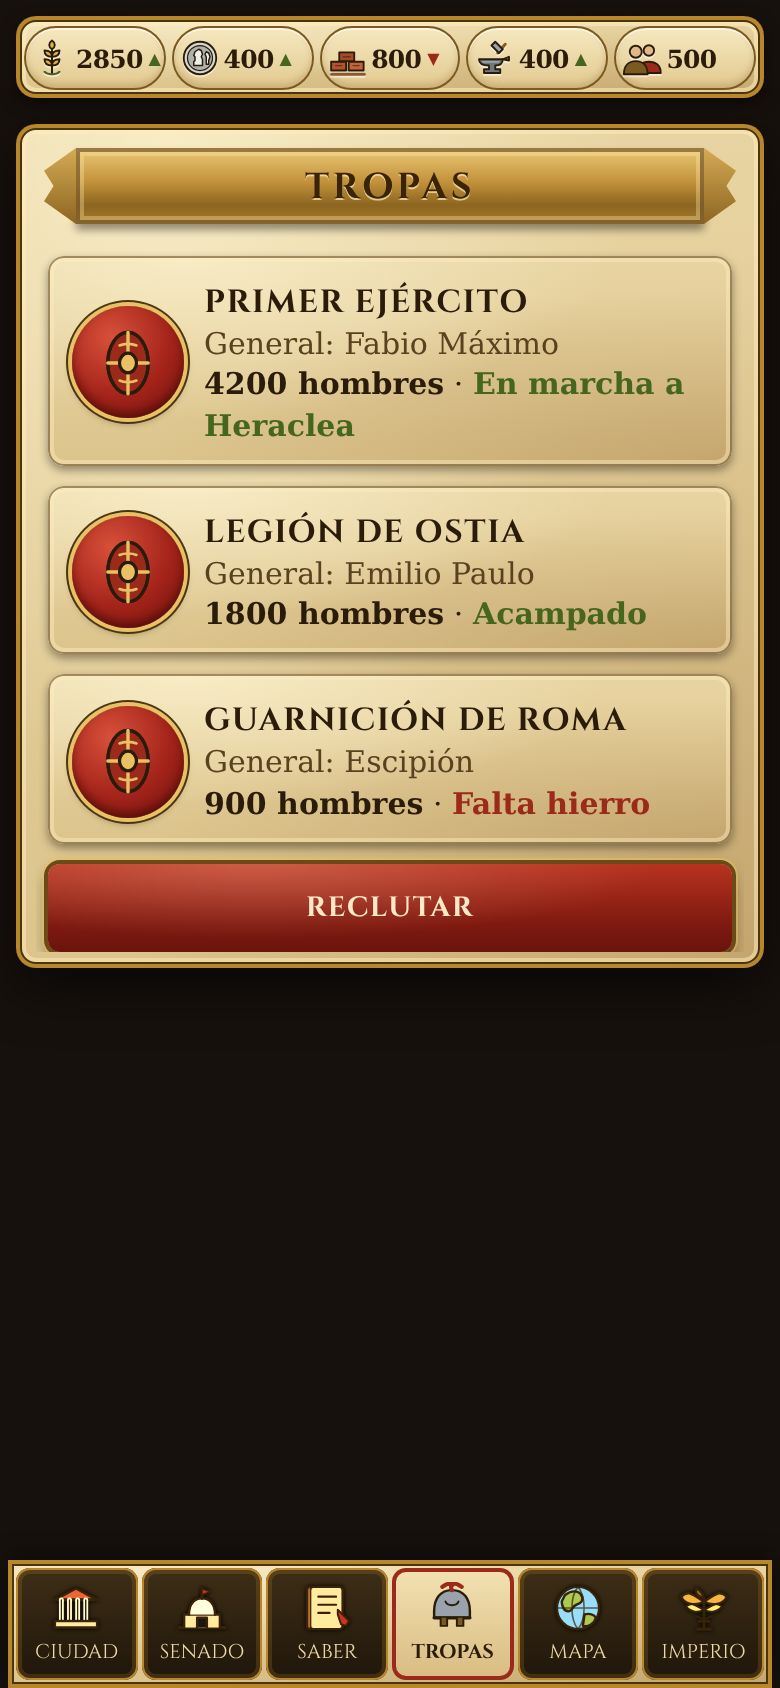 2850 ▲ 400 ▲ 800 ▼ 400 ▲ 500
TROPAS
PRIMER EJÉRCITO
General: Fabio Máximo
4200 hombres · En marcha a
Heraclea
LEGIÓN DE OSTIA
General: Emilio Paulo
1800 hombres · Acampado
GUARNICIÓN DE ROMA
General: Escipión
900 hombres · Falta hierro
RECLUTAR
CIUDAD SENADO SABER TROPAS MAPA IMPERIO